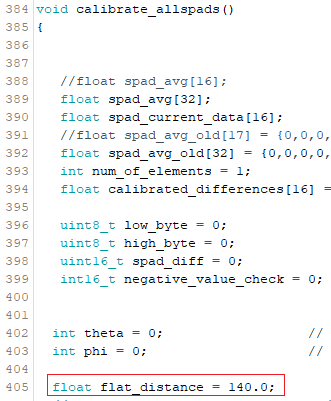 384 void calibrate_allspads()
385 {
386
387
388 //float spad_avg[16];
389 float spad_avg[32];
390 float spad_current_data[16];
391 //float spad_avg_old[17] = {0,0,0,
392 float spad_avg_old[32] = {0,0,0,0,
393 int num_of_elements = 1;
394 float calibrated_differences[16] =
395
396 uint8_t low_byte = 0;
397 uint8_t high_byte = 0;
398 uint16_t spad_diff = 0;
399 int16_t negative_value_check = 0;
400
401
402 int theta = 0; //
403 int phi = 0; //
404
405 float flat_distance = 140.0;